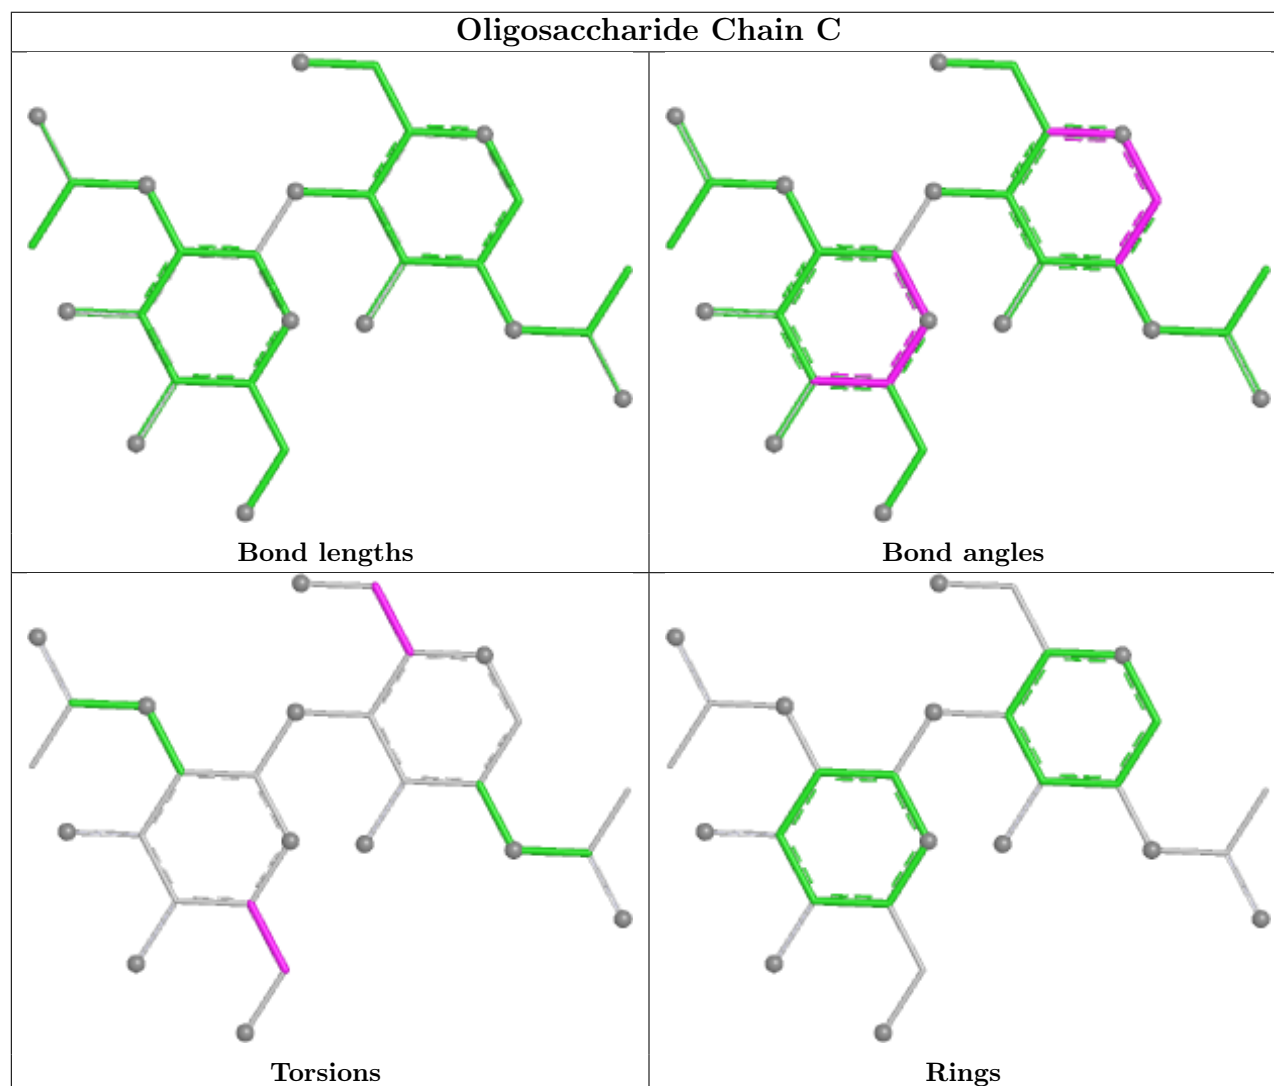 Oligosaccharide Chain C
Bond lengths
Bond angles
Torsions
Rings